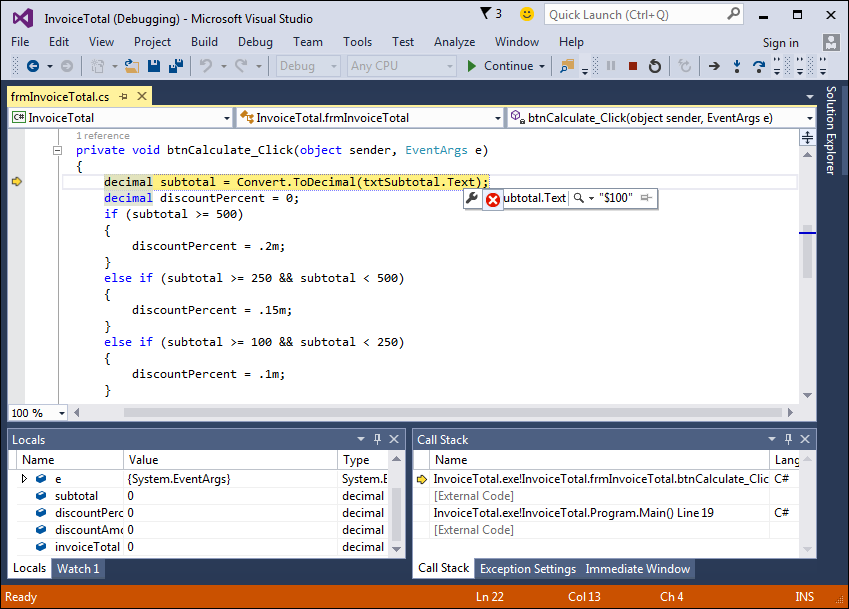 InvoiceTotal (Debugging) - Microsoft Visual Studio
3
Quick Launch (Ctrl+Q)
File Edit View Project Build Debug Team Tools Test Analyze Window Help
Sign in
Debug Any CPU Continue
frmInvoiceTotal.cs
Solution Explorer
C# InvoiceTotal InvoiceTotal.frmInvoiceTotal btnCalculate_Click(object sender, EventArgs e)
1 reference
private void btnCalculate_Click(object sender, EventArgs e)
{
decimal subtotal = Convert.ToDecimal(txtSubtotal.Text);
ubtotal.Text "$100"
decimal discountPercent = 0;
if (subtotal >= 500)
{
discountPercent = .2m;
}
else if (subtotal >= 250 && subtotal < 500)
{
discountPercent = .15m;
}
else if (subtotal >= 100 && subtotal < 250)
{
discountPercent = .1m;
}
100 %
Locals
Name Value Type
e {System.EventArgs} System.E
subtotal 0 decimal
discountPerc 0 decimal
discountAmo 0 decimal
invoiceTotal 0 decimal
Locals Watch 1
Call Stack
Name Lang
InvoiceTotal.exe!InvoiceTotal.frmInvoiceTotal.btnCalculate_Clic C#
[External Code]
InvoiceTotal.exe!InvoiceTotal.Program.Main() Line 19 C#
[External Code]
Call Stack Exception Settings Immediate Window
Ready Ln 22 Col 13 Ch 4 INS